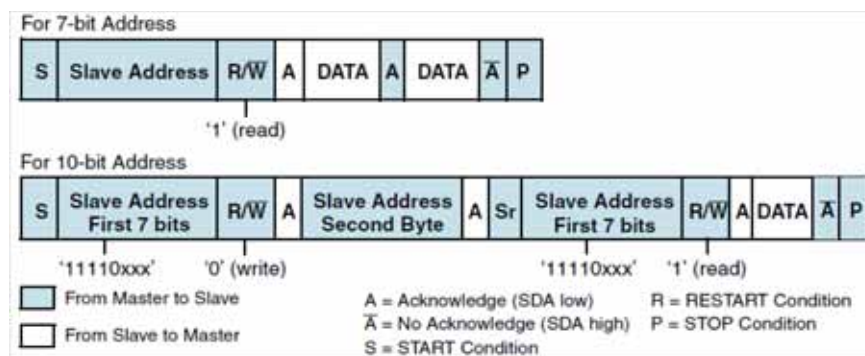 For 7-bit Address
S Slave Address R/W̅ A DATA A DATA A̅ P
'1' (read)
For 10-bit Address
S Slave Address First 7 bits R/W̅ A Slave Address Second Byte A Sr Slave Address First 7 bits R/W̅ A DATA A̅ P
'11110xxx' '0' (write) '11110xxx' '1' (read)
From Master to Slave
From Slave to Master
A = Acknowledge (SDA low)
A̅ = No Acknowledge (SDA high)
S = START Condition
R = RESTART Condition
P = STOP Condition